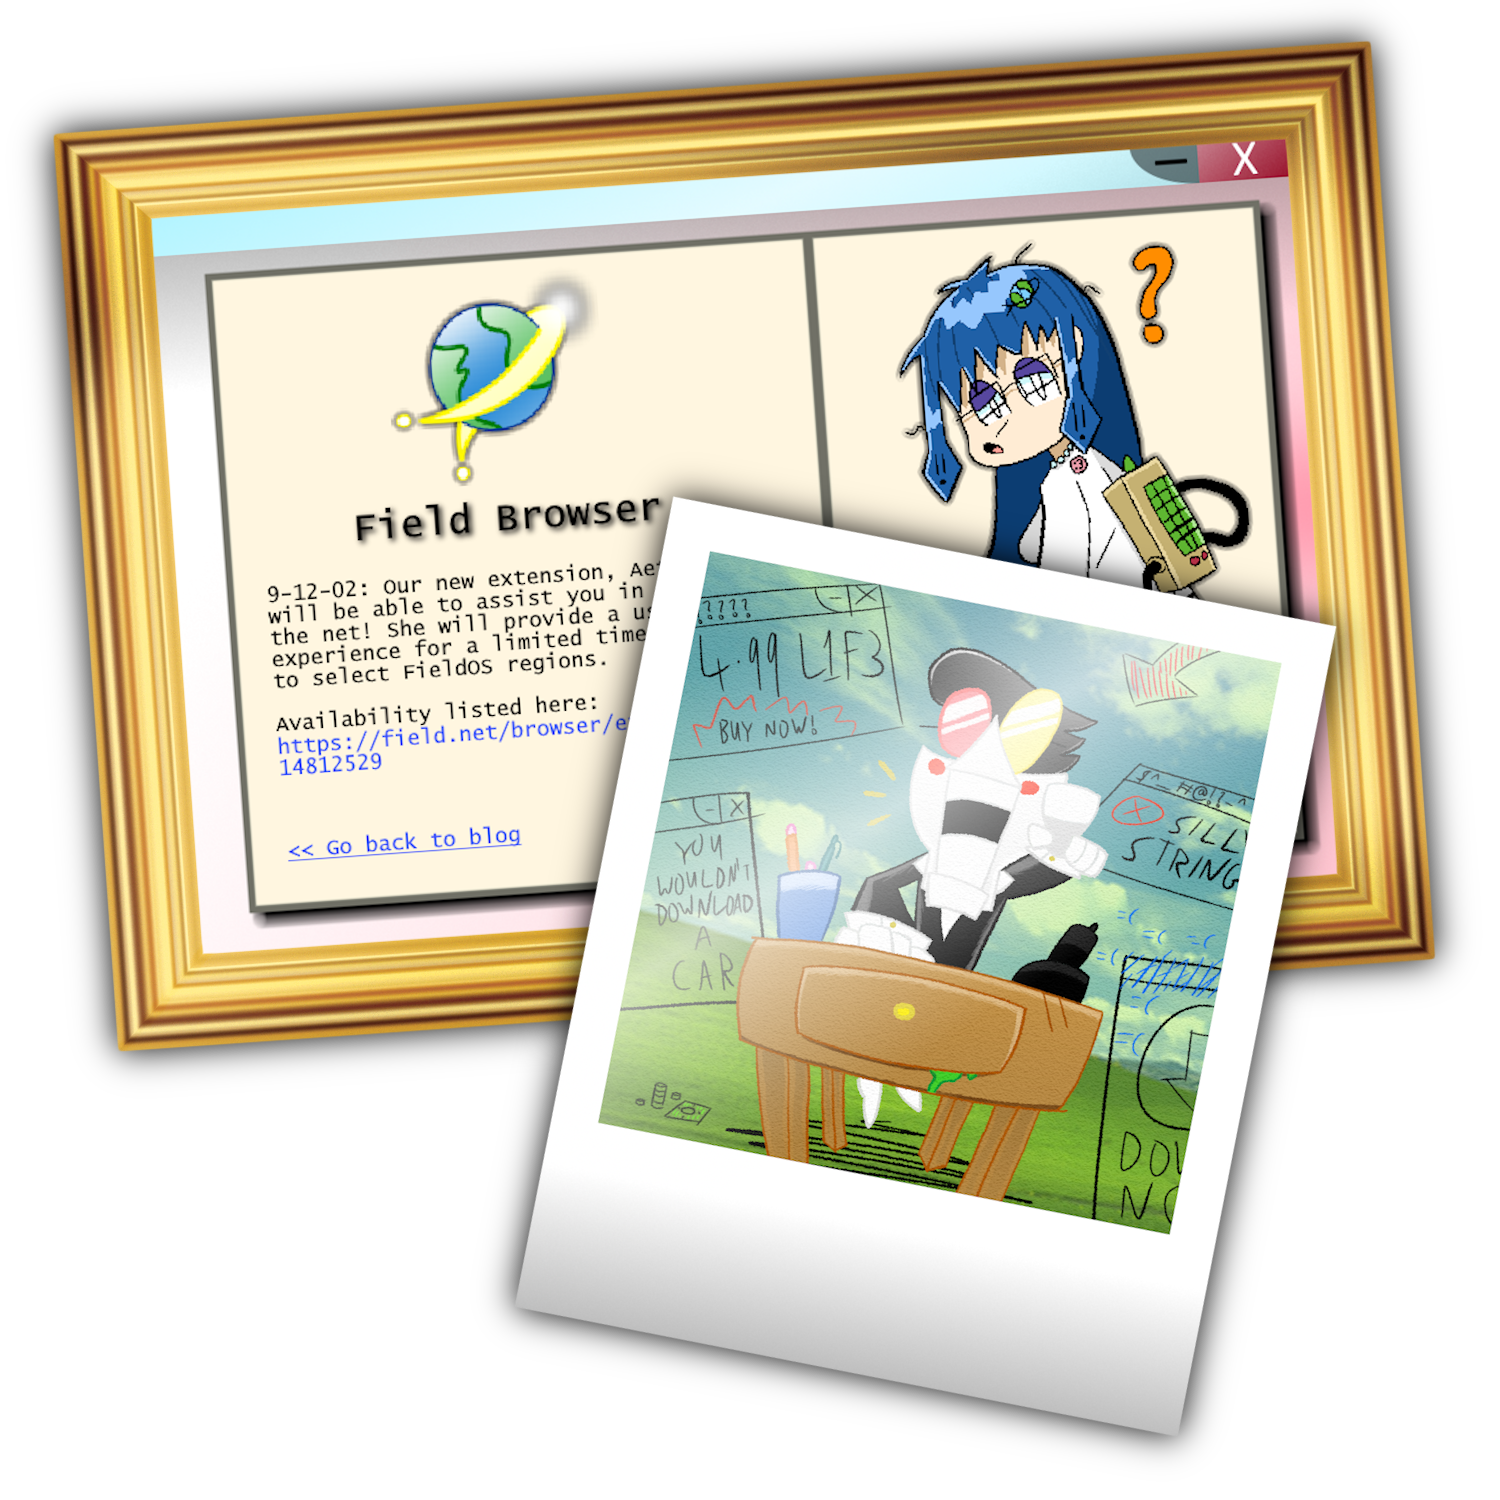 X
?
Field Browser
9-12-02: Our new extension,
will be able to assist you in
the net! She will provide a
experience for a limited time
to select FieldOS regions.
Availability listed here:
https://field.net/browser/e
14812529
<< Go back to blog
????
- X
4.99 L1F3
BUY NOW!
- X
YOU
WOULDN'T
DOWNLOAD
A
CAR
X
SILLY
STRING
=(
=( =(
=(
=(
=(